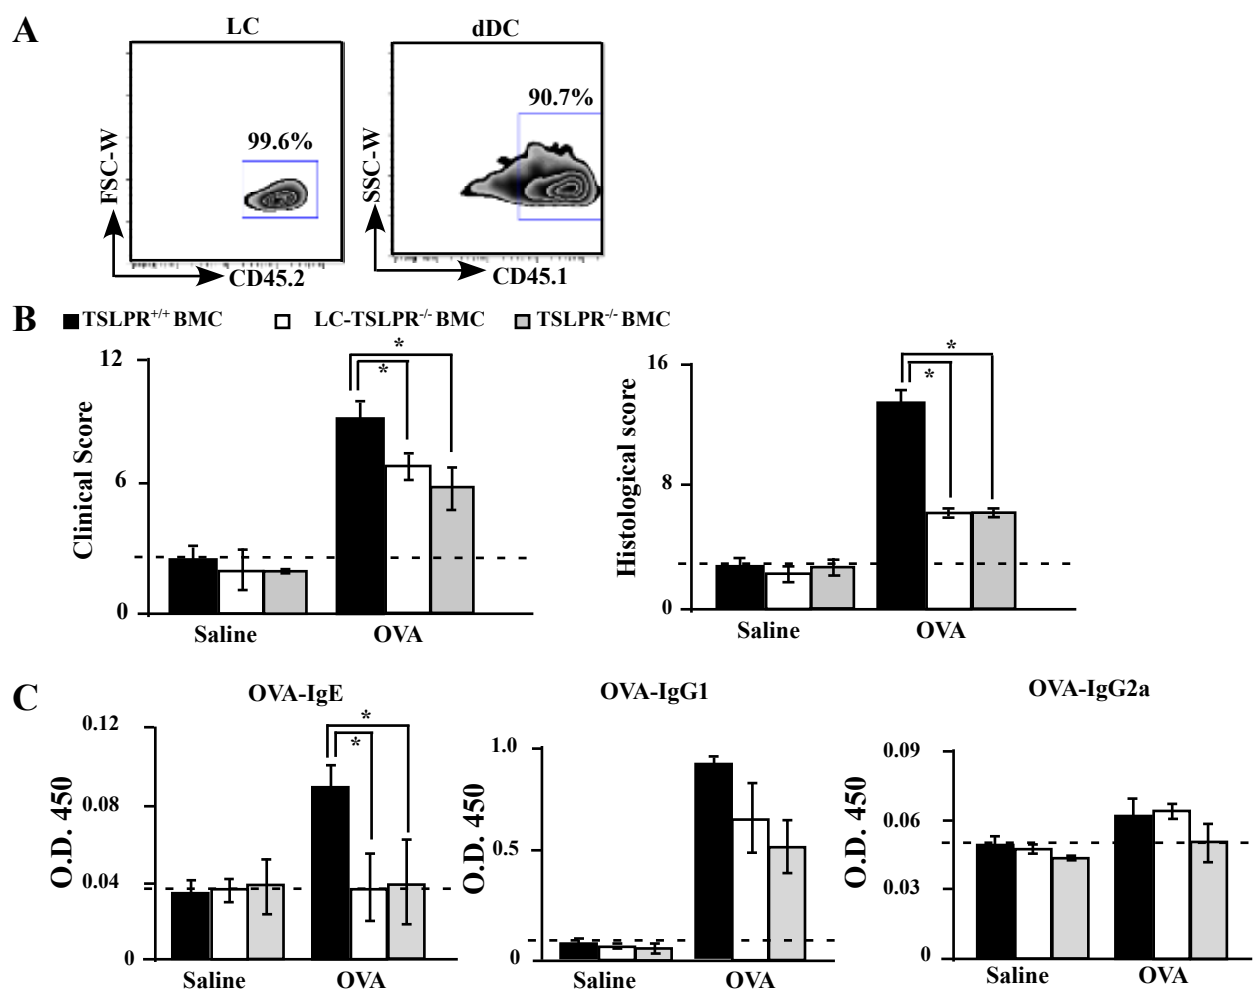 A
LC
dDC
99.6%
90.7%
FSC-W
SSC-W
CD45.2
CD45.1
B
TSLPR+/+ BMC
LC-TSLPR-/- BMC
TSLPR-/- BMC
12
6
0
Clinical Score
*
*
Saline
OVA
16
8
0
Histological score
*
*
Saline
OVA
C
OVA-IgE
0.12
0.08
0.04
0
O.D. 450
*
*
Saline
OVA
OVA-IgG1
1.0
0.5
0
O.D. 450
Saline
OVA
OVA-IgG2a
0.09
0.06
0.03
0
O.D. 450
Saline
OVA